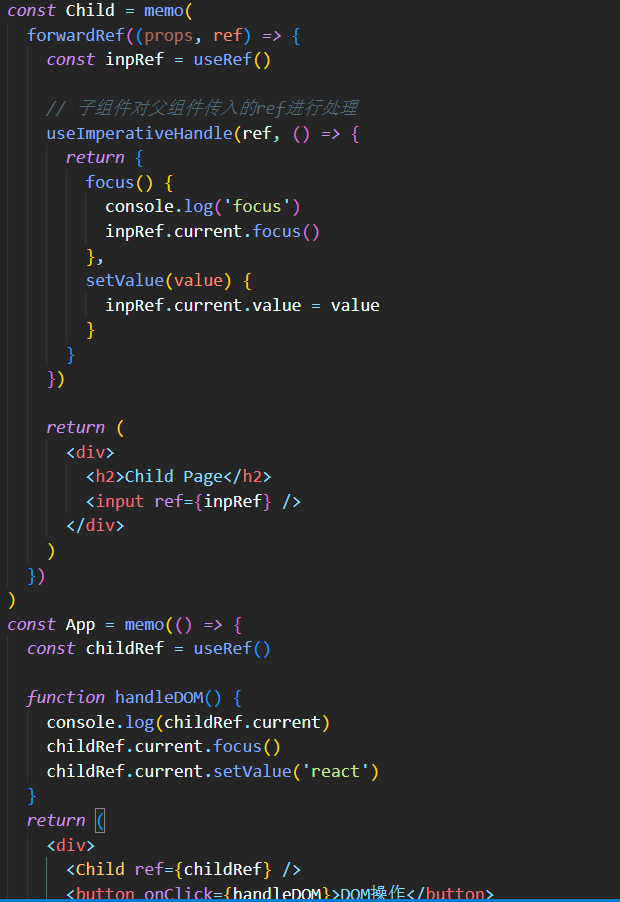 const Child = memo(
  forwardRef((props, ref) => {
    const inpRef = useRef()

    // 子组件对父组件传入的ref进行处理
    useImperativeHandle(ref, () => {
      return {
        focus() {
          console.log('focus')
          inpRef.current.focus()
        },
        setValue(value) {
          inpRef.current.value = value
        }
      }
    })

    return (
      <div>
        <h2>Child Page</h2>
        <input ref={inpRef} />
      </div>
    )
  })
)
const App = memo(() => {
  const childRef = useRef()

  function handleDOM() {
    console.log(childRef.current)
    childRef.current.focus()
    childRef.current.setValue('react')
  }
  return (
    <div>
      <Child ref={childRef} />
      <button onClick={handleDOM}>DOM操作</button>